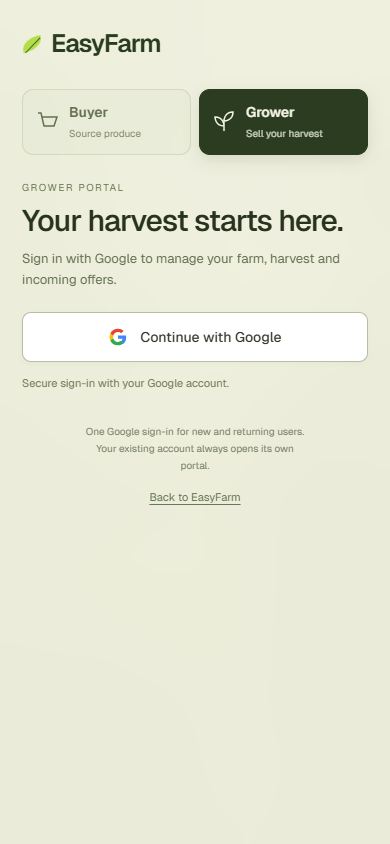 EasyFarm
Buyer
Source produce
Grower
Sell your harvest
GROWER PORTAL
Your harvest starts here.
Sign in with Google to manage your farm, harvest and
incoming offers.
Continue with Google
Secure sign-in with your Google account.
One Google sign-in for new and returning users.
Your existing account always opens its own
portal.
Back to EasyFarm